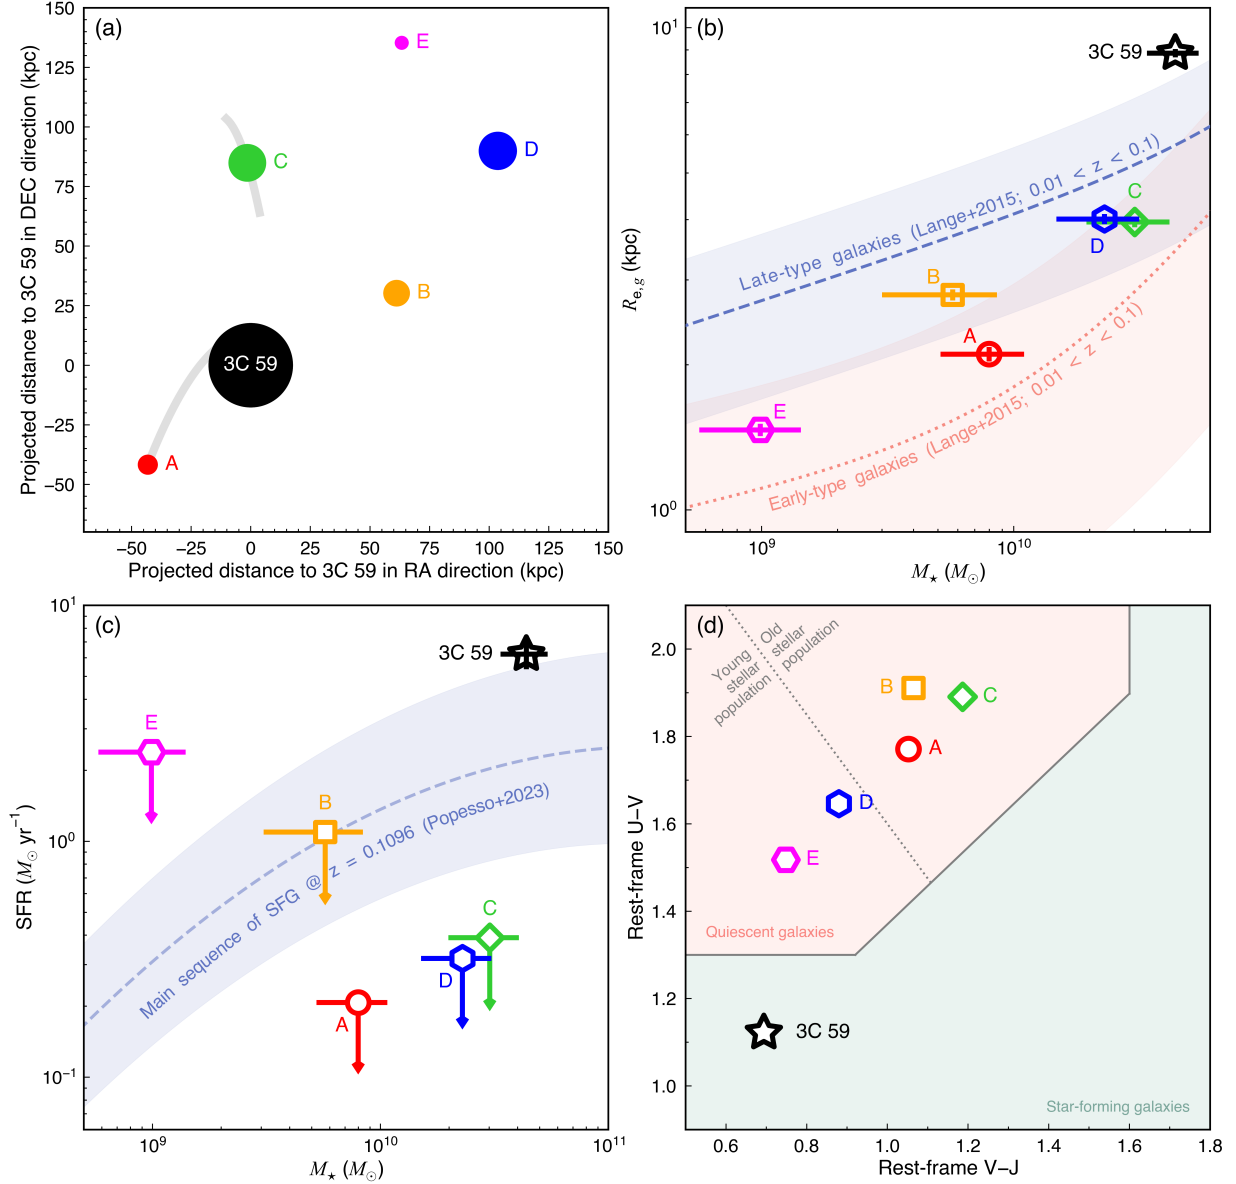 (a)
150
125
100
75
50
25
0
−25
−50
−50
−25
0
25
50
75
100
125
150
Projected distance to 3C 59 in DEC direction (kpc)
Projected distance to 3C 59 in RA direction (kpc)
E
C
D
B
3C 59
A
(b)
10¹
10⁰
10⁹
10¹⁰
R e,g (kpc)
M⋆ (M⊙)
3C 59
Late-type galaxies (Lange+2015; 0.01 < z < 0.1)
C
D
B
A
E
Early-type galaxies (Lange+2015; 0.01 < z < 0.1)
(c)
10¹
10⁰
10⁻¹
10⁹
10¹⁰
10¹¹
SFR (M⊙ yr⁻¹)
M⋆ (M⊙)
3C 59
E
B
Main sequence of SFG @ z = 0.1096 (Popesso+2023)
C
D
A
(d)
2.0
1.8
1.6
1.4
1.2
1.0
0.6
0.8
1.0
1.2
1.4
1.6
1.8
Rest-frame U−V
Rest-frame V−J
Young
stellar
population
Old
stellar
population
B
C
A
D
E
Quiescent galaxies
3C 59
Star-forming galaxies